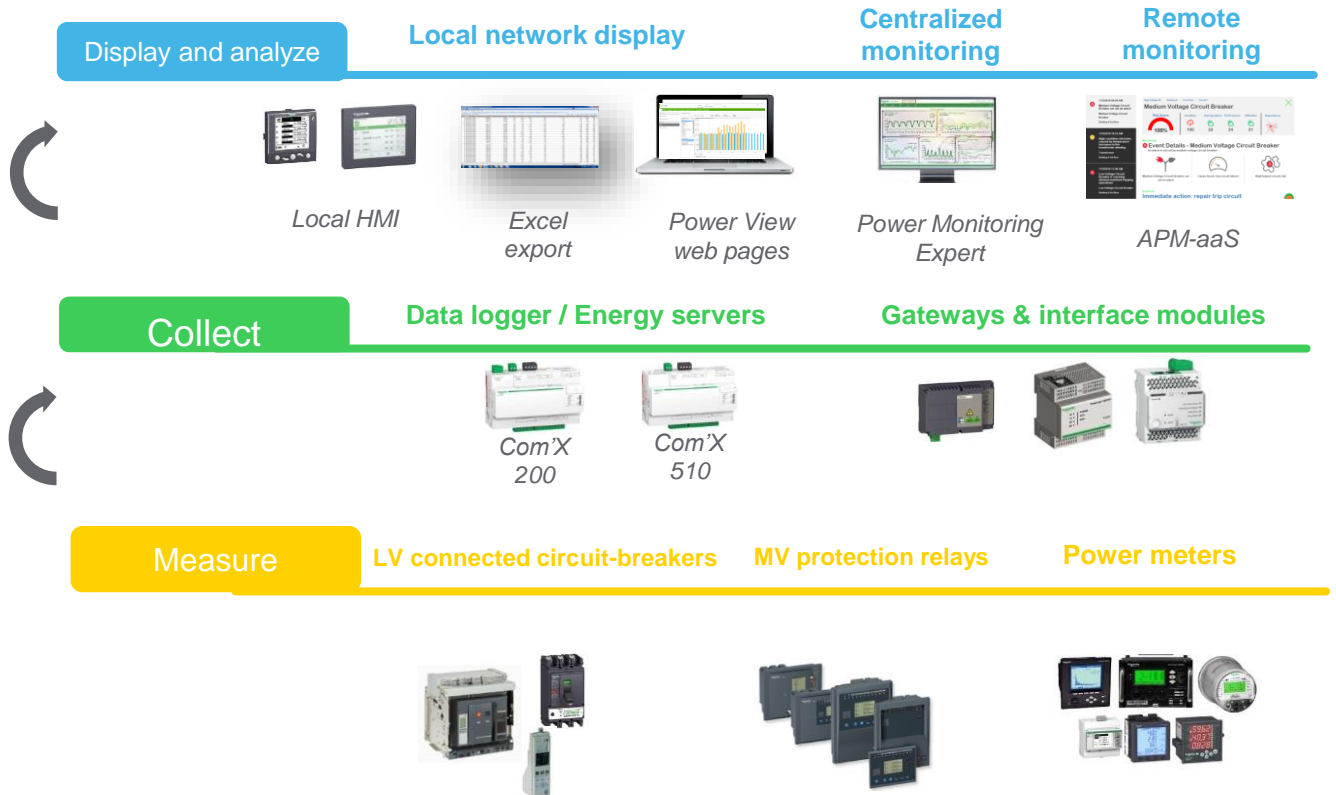 Display and analyze
Local network display
Centralized
monitoring
Remote
monitoring
Medium Voltage Circuit Breaker
100%
Event Details - Medium Voltage Circuit Breaker
Immediate action: repair trip circuit
Local HMI
Excel
export
Power View
web pages
Power Monitoring
Expert
APM-aaS
Collect
Data logger / Energy servers
Gateways & interface modules
Com'X
200
Com'X
510
Measure
LV connected circuit-breakers
MV protection relays
Power meters